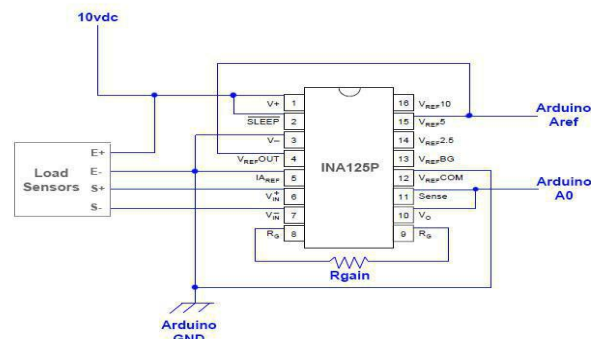 10vdc
V+ 1 16 VREF10
SLEEP 2 15 VREF5
Arduino
Aref
V- 3 14 VREF2.5
VREFOUT 4 13 VREFBG
IAREF 5 12 VREFCOM
V+IN 6 11 Sense
V-IN 7 10 VO
RG 8 9 RG
INA125P
Load
Sensors
E+
E-
S+
S-
Arduino
A0
Rgain
Arduino
GND